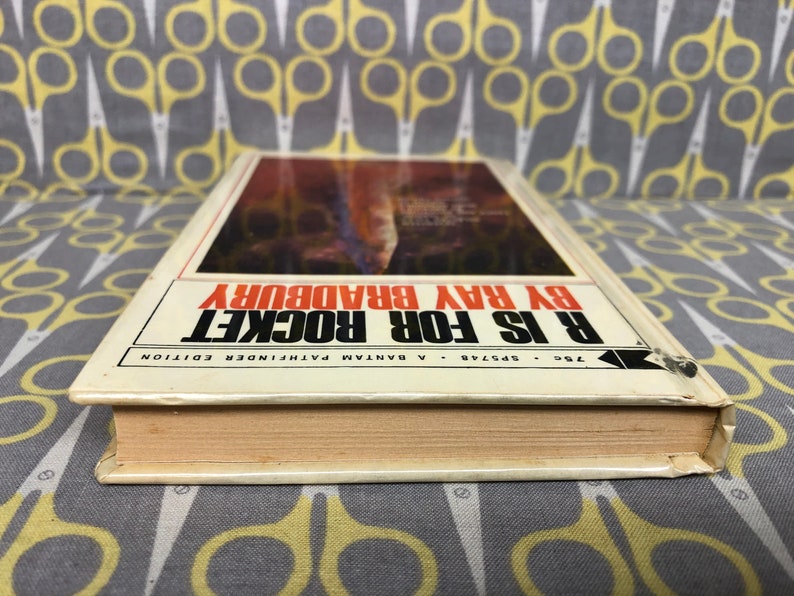 75¢ • SP5748 • A BANTAM PATHFINDER EDITION
R IS FOR ROCKET
BY RAY BRADBURY